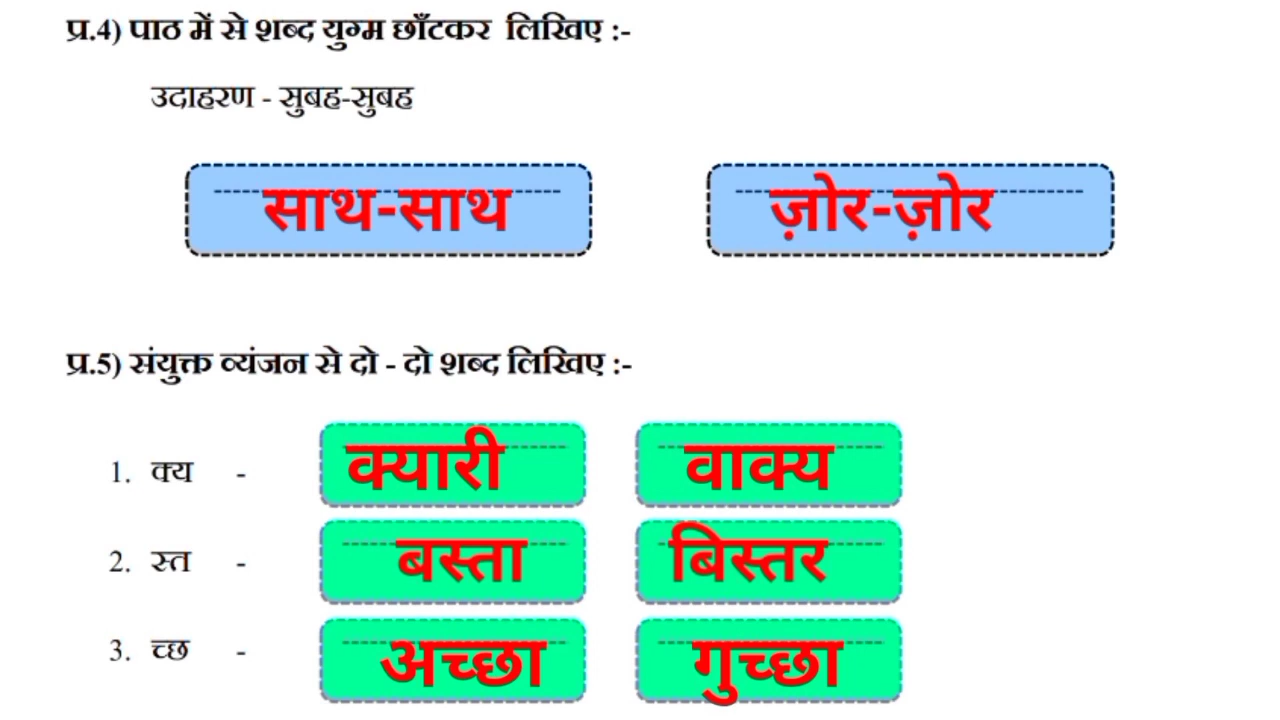 प्र.4) पाठ में से शब्द युग्म छाँटकर लिखिए :-
उदाहरण - सुबह-सुबह
साथ-साथ ज़ोर-ज़ोर
प्र.5) संयुक्त व्यंजन से दो - दो शब्द लिखिए :-
1. क्य - क्यारी वाक्य
2. स्त - बस्ता बिस्तर
3. च्छ - अच्छा गुच्छा